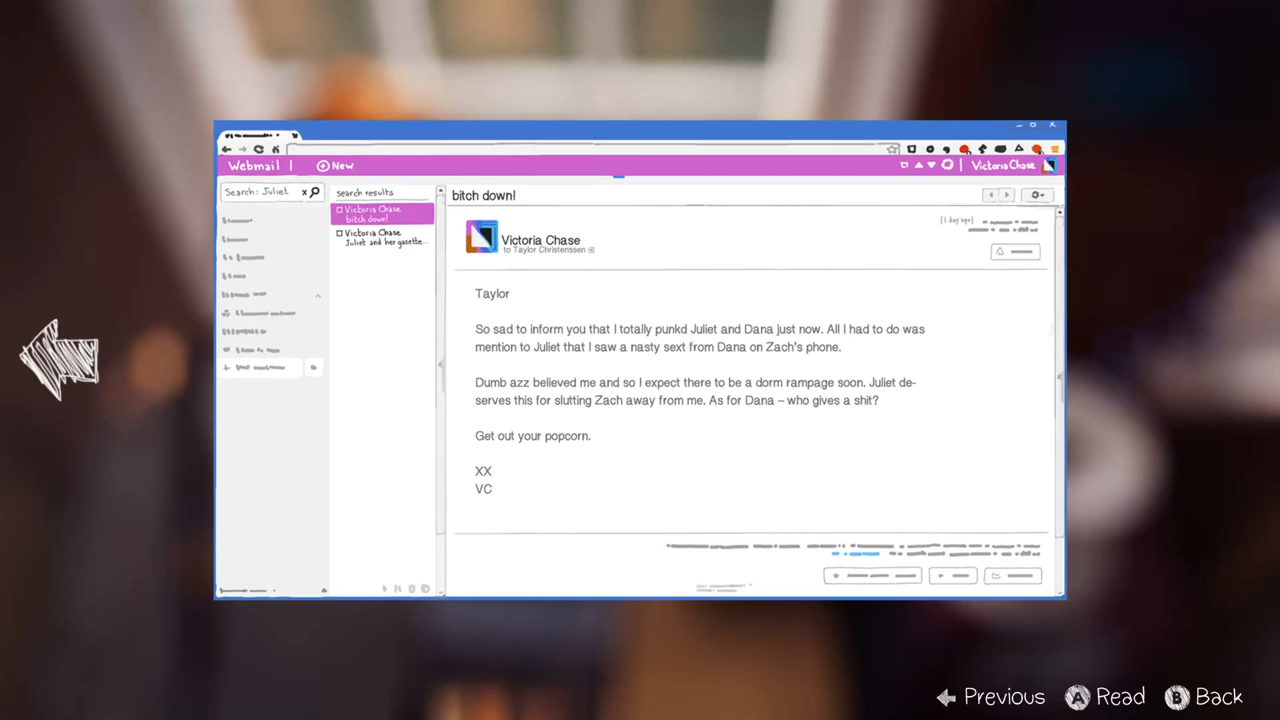 Webmail | New
Victoria Chase
Search: Juliet x
search results
Victoria Chase
bitch down!
Victoria Chase
Juliet and her gazette...
bitch down!
(1 day ago)
Victoria Chase
to Taylor Christenssen
Taylor
So sad to inform you that I totally punkd Juliet and Dana just now. All I had to do was
mention to Juliet that I saw a nasty sext from Dana on Zach's phone.
Dumb azz believed me and so I expect there to be a dorm rampage soon. Juliet de-
serves this for slutting Zach away from me. As for Dana – who gives a shit?
Get out your popcorn.
XX
VC
Previous A Read B Back